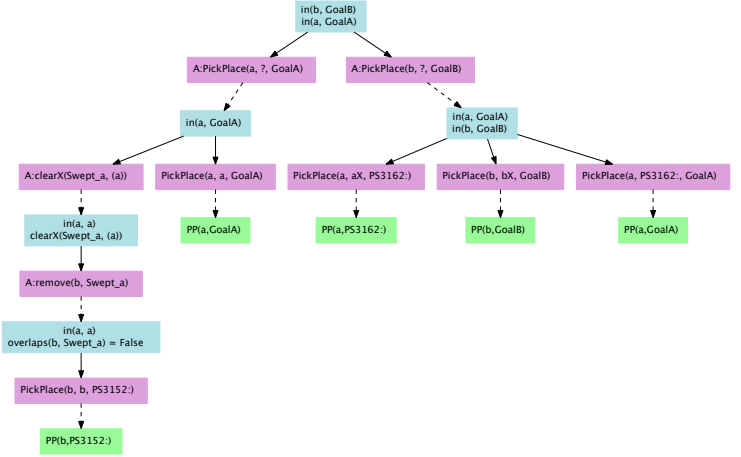 in(b, GoalB)
in(a, GoalA)
A:PickPlace(a, ?, GoalA)
A:PickPlace(b, ?, GoalB)
in(a, GoalA)
in(a, GoalA)
in(b, GoalB)
A:clearX(Swept_a, (a))
PickPlace(a, a, GoalA)
PickPlace(a, aX, PS3162:)
PickPlace(b, bX, GoalB)
PickPlace(a, PS3162:, GoalA)
in(a, a)
clearX(Swept_a, (a))
PP(a,GoalA)
PP(a,PS3162:)
PP(b,GoalB)
PP(a,GoalA)
A:remove(b, Swept_a)
in(a, a)
overlaps(b, Swept_a) = False
PickPlace(b, b, PS3152:)
PP(b,PS3152:)